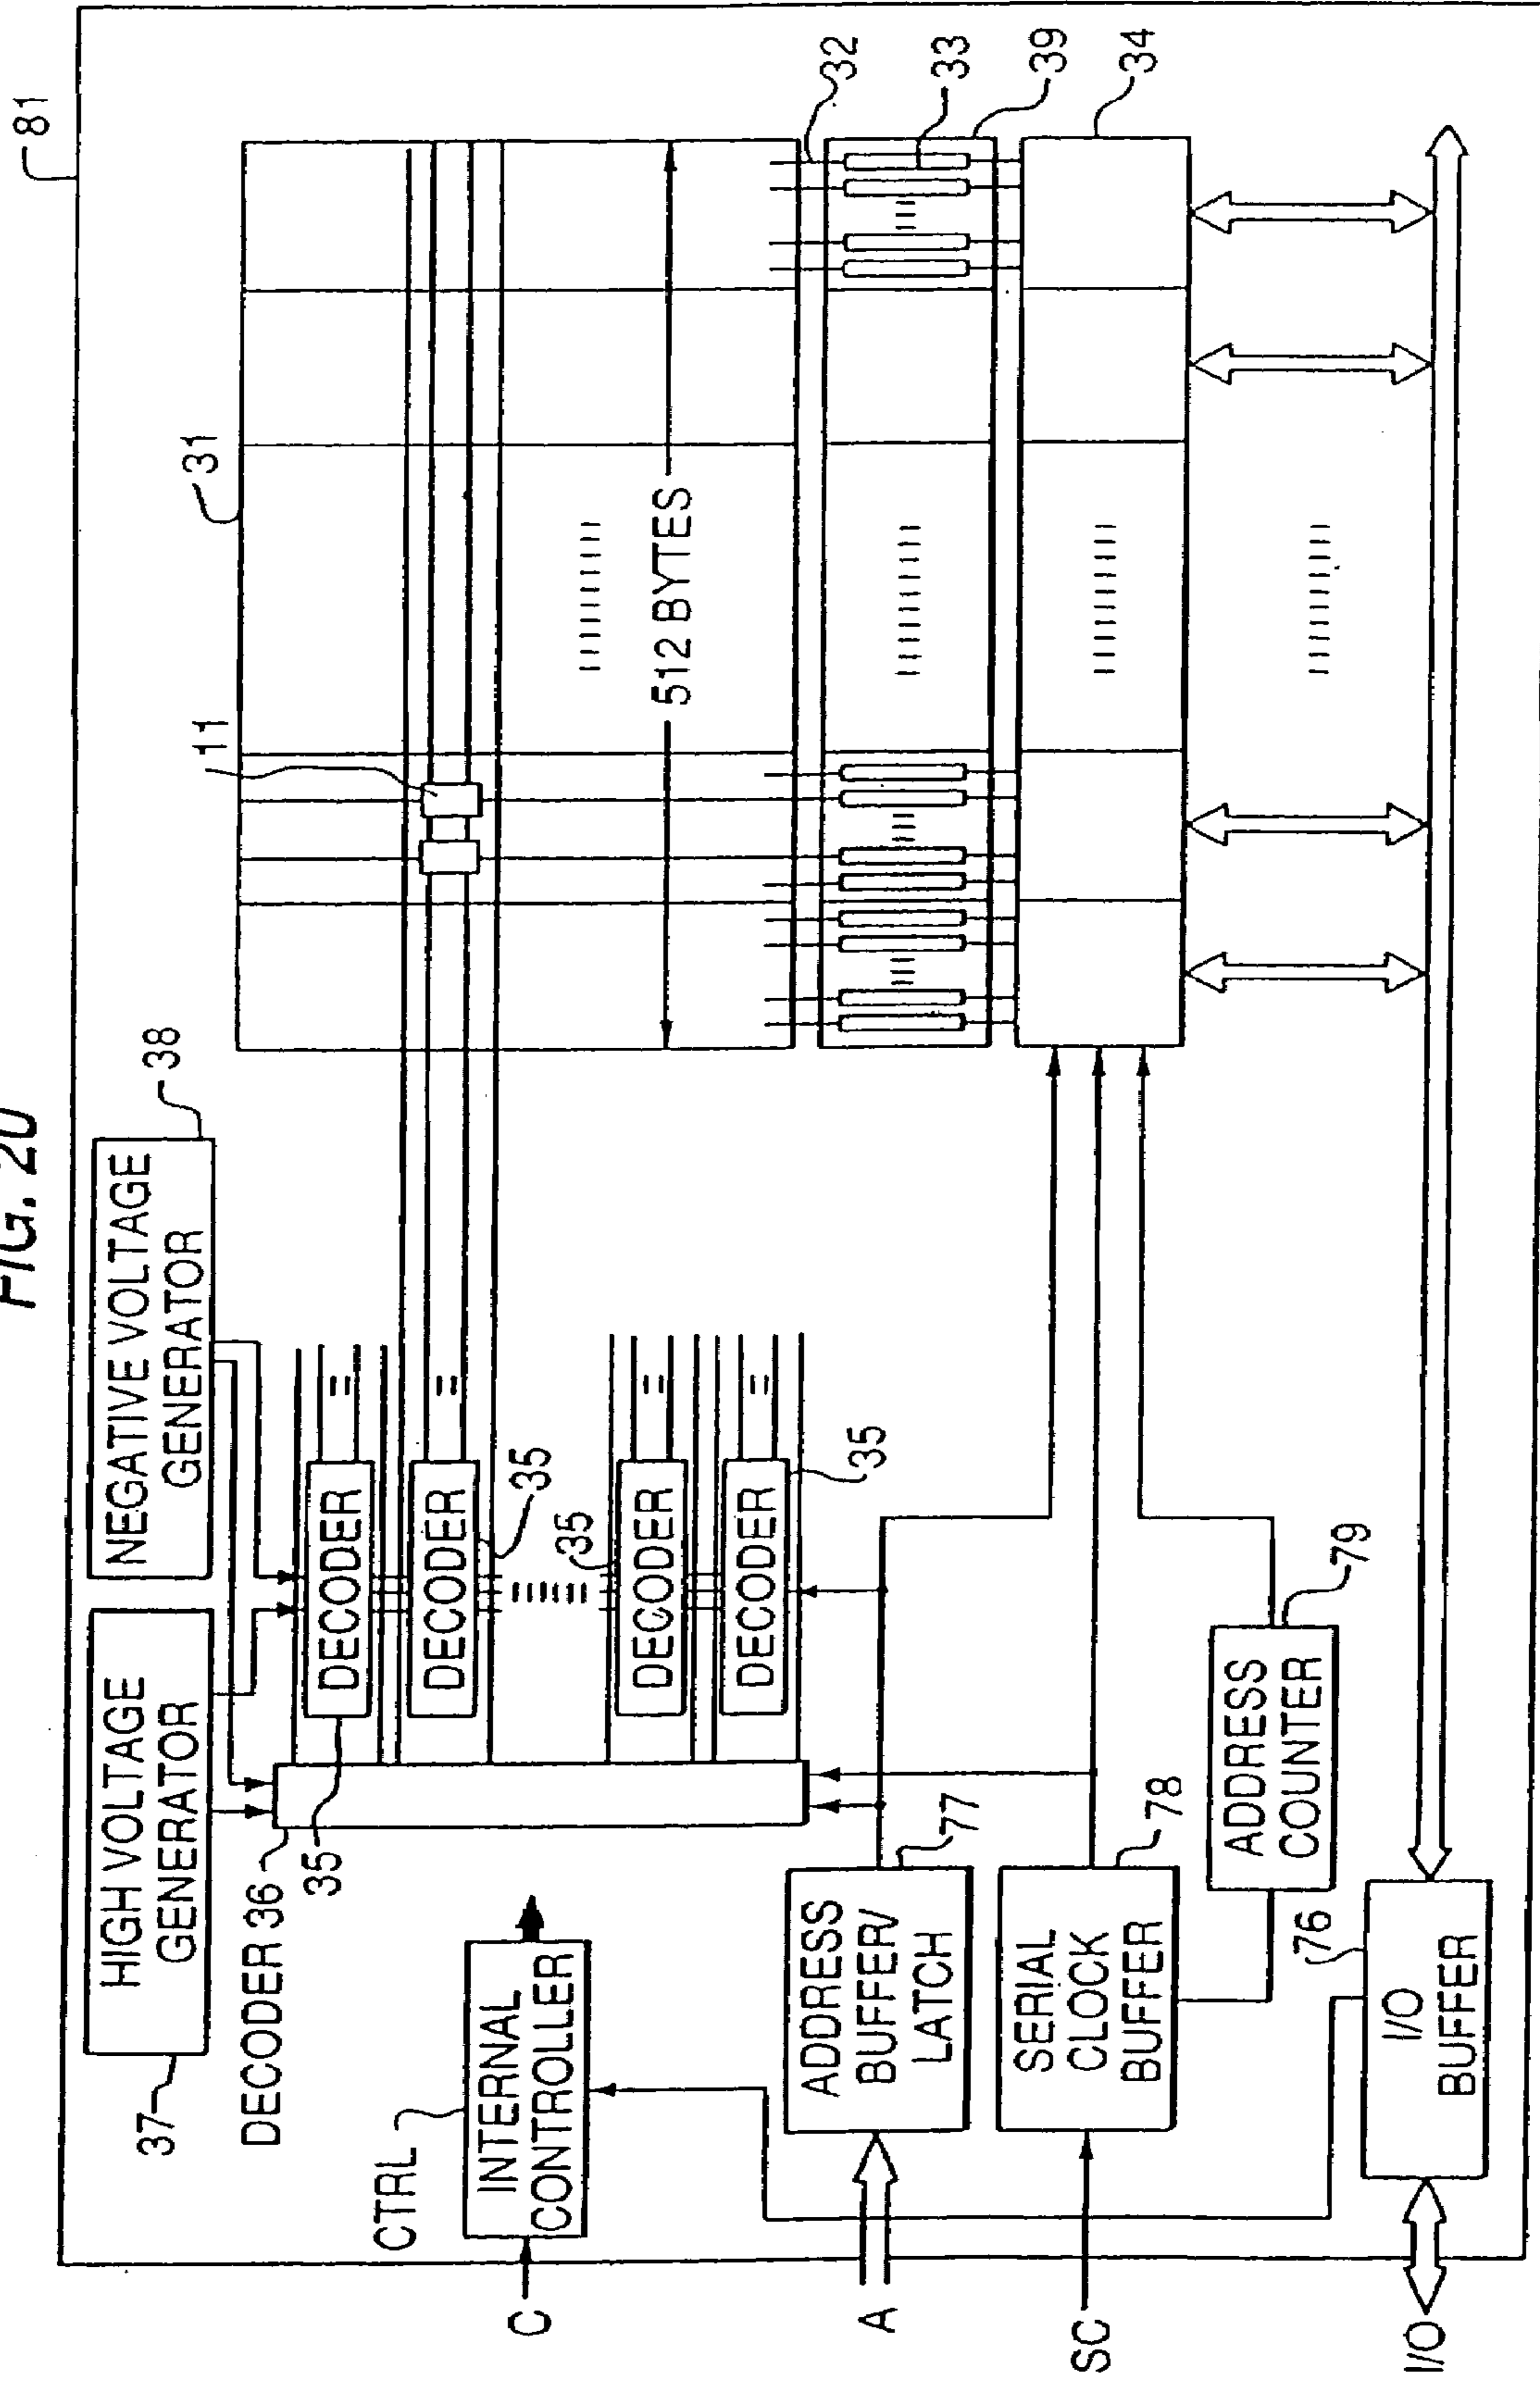 FIG. 20
81
HIGH VOLTAGE
GENERATOR
37
NEGATIVE VOLTAGE
GENERATOR
38
DECODER 36
35
DECODER
DECODER
35
35
DECODER
DECODER
35
11
31
512 BYTES
32
33
39
34
CTRL
INTERNAL
CONTROLLER
C
ADDRESS
BUFFER/
LATCH
77
A
SERIAL
CLOCK
BUFFER
78
SC
ADDRESS
COUNTER
79
76
I/O
BUFFER
I/O